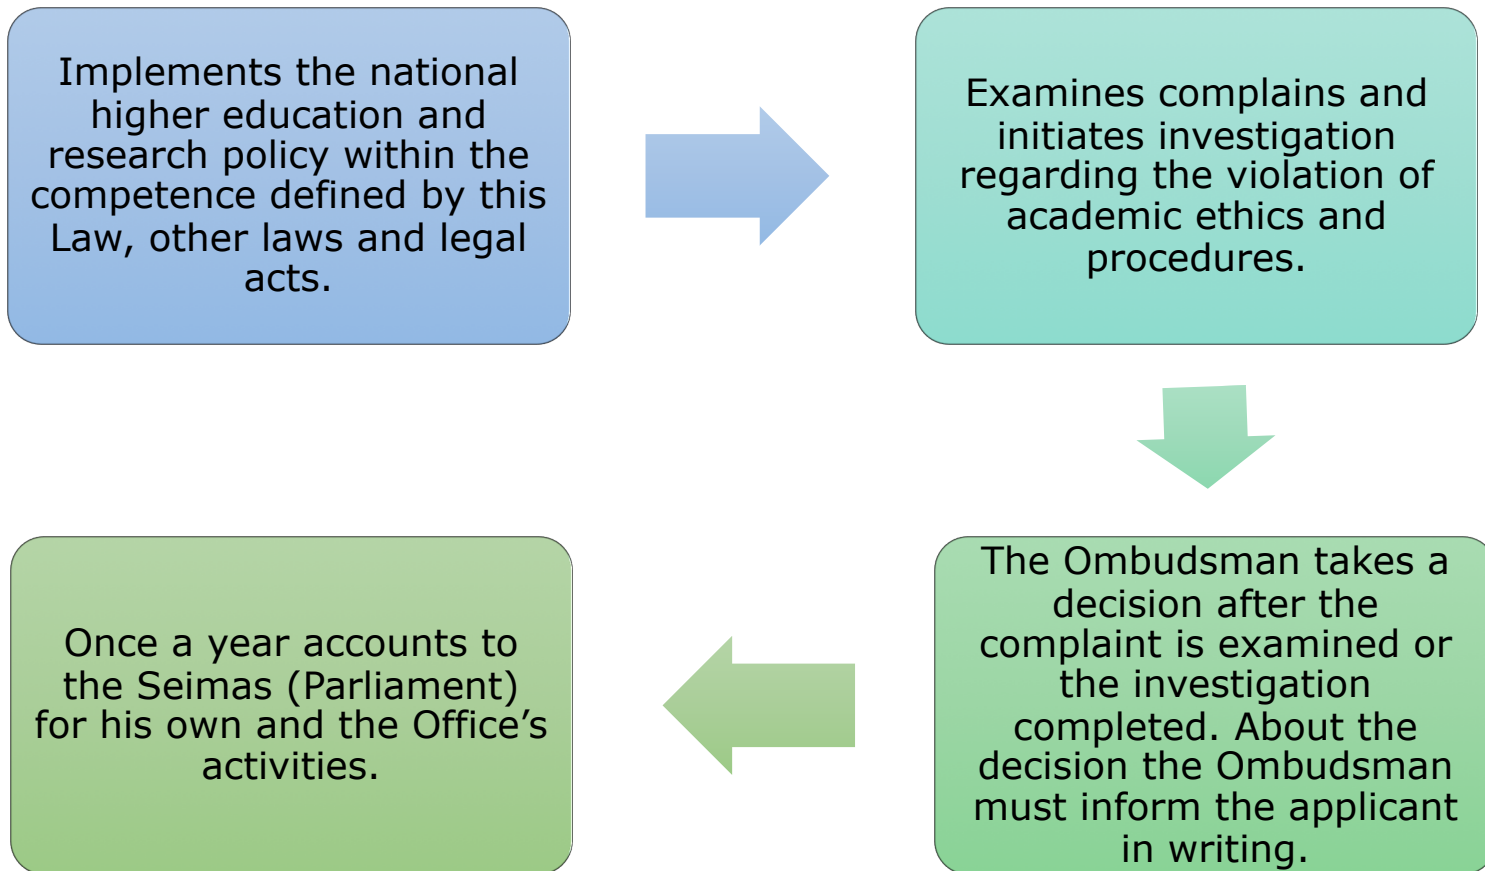 Implements the national
higher education and
research policy within the
competence defined by this
Law, other laws and legal
acts.
Examines complains and
initiates investigation
regarding the violation of
academic ethics and
procedures.
The Ombudsman takes a
decision after the
complaint is examined or
the investigation
completed. About the
decision the Ombudsman
must inform the applicant
in writing.
Once a year accounts to
the Seimas (Parliament)
for his own and the Office’s
activities.